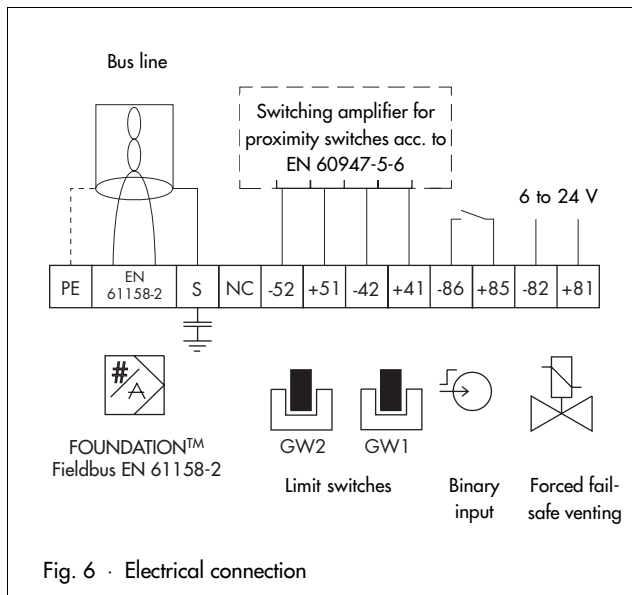 Bus line
Switching amplifier for
proximity switches acc. to
EN 60947-5-6
6 to 24 V
PE
EN
61158-2
S
NC
-52
+51
-42
+41
-86
+85
-82
+81
#
A
FOUNDATION™
Fieldbus EN 61158-2
GW2
GW1
Limit switches
Binary
input
Forced fail-
safe venting
Fig. 6 · Electrical connection